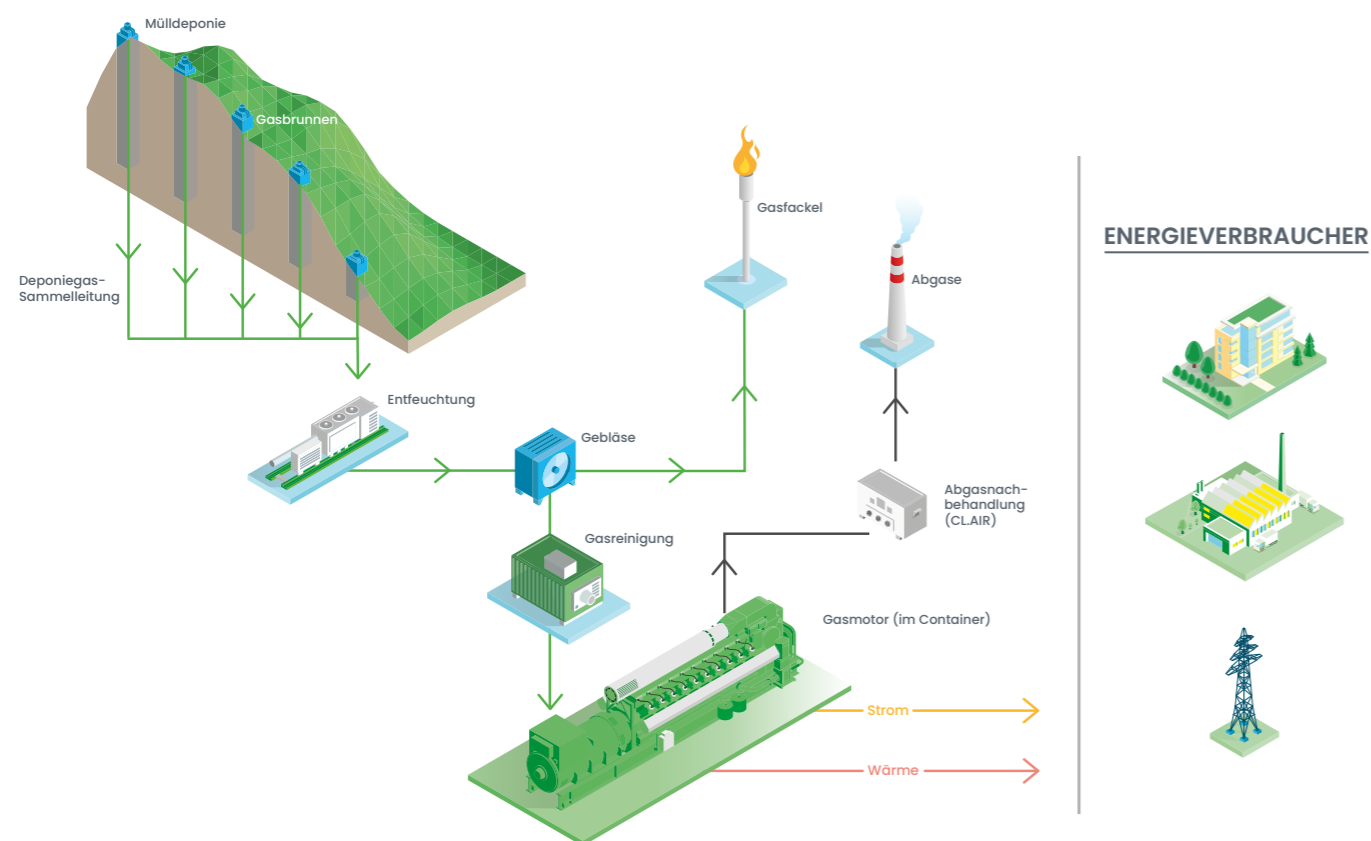 Mülldeponie
Gasbrunnen
Gasfackel
ENERGIEVERBRAUCHER
Deponiegas-
Sammelleitung
Abgase
Entfeuchtung
Gebläse
Abgasnach-
behandlung
(CL.AIR)
Gasreinigung
Gasmotor (im Container)
Strom
Wärme